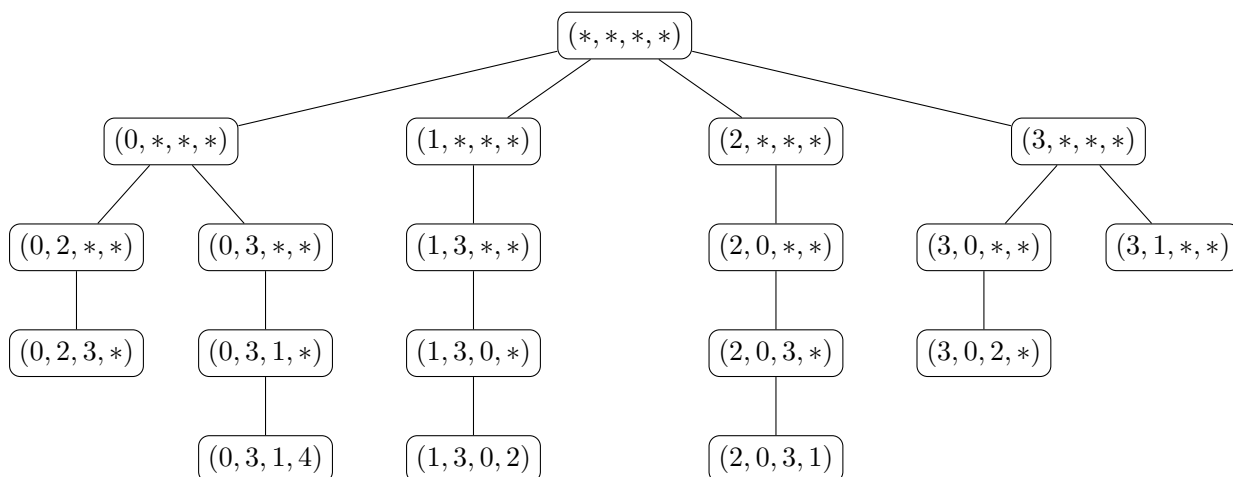 (∗, ∗, ∗, ∗)
(0, ∗, ∗, ∗) (1, ∗, ∗, ∗) (2, ∗, ∗, ∗) (3, ∗, ∗, ∗)
(0, 2, ∗, ∗) (0, 3, ∗, ∗) (1, 3, ∗, ∗) (2, 0, ∗, ∗) (3, 0, ∗, ∗) (3, 1, ∗, ∗)
(0, 2, 3, ∗) (0, 3, 1, ∗) (1, 3, 0, ∗) (2, 0, 3, ∗) (3, 0, 2, ∗)
(0, 3, 1, 4) (1, 3, 0, 2) (2, 0, 3, 1)